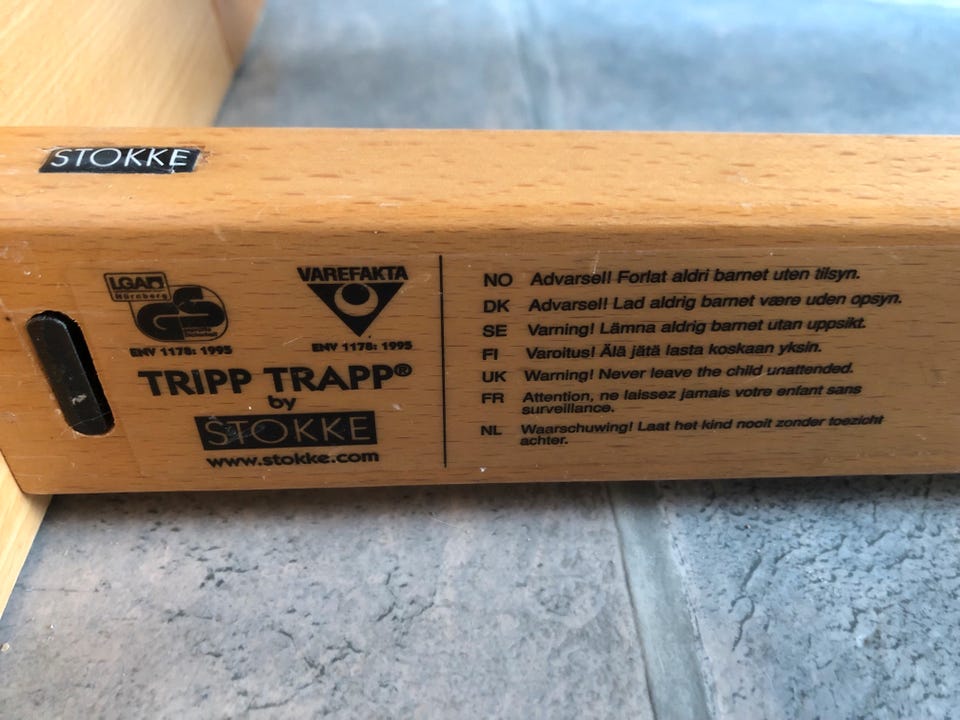 STOKKE
LGA
Nürnberg
GS
ENV 1178: 1995
VAREFAKTA
ENV 1178: 1995
TRIPP TRAPP®
by
STOKKE
www.stokke.com
NO Advarsel! Forlat aldri barnet uten tilsyn.
DK Advarsel! Lad aldrig barnet være uden opsyn.
SE Varning! Lämna aldrig barnet utan uppsikt.
FI Varoitus! Älä jätä lasta koskaan yksin.
UK Warning! Never leave the child unattended.
FR Attention, ne laissez jamais votre enfant sans
surveillance.
NL Waarschuwing! Laat het kind nooit zonder toezicht
achter.